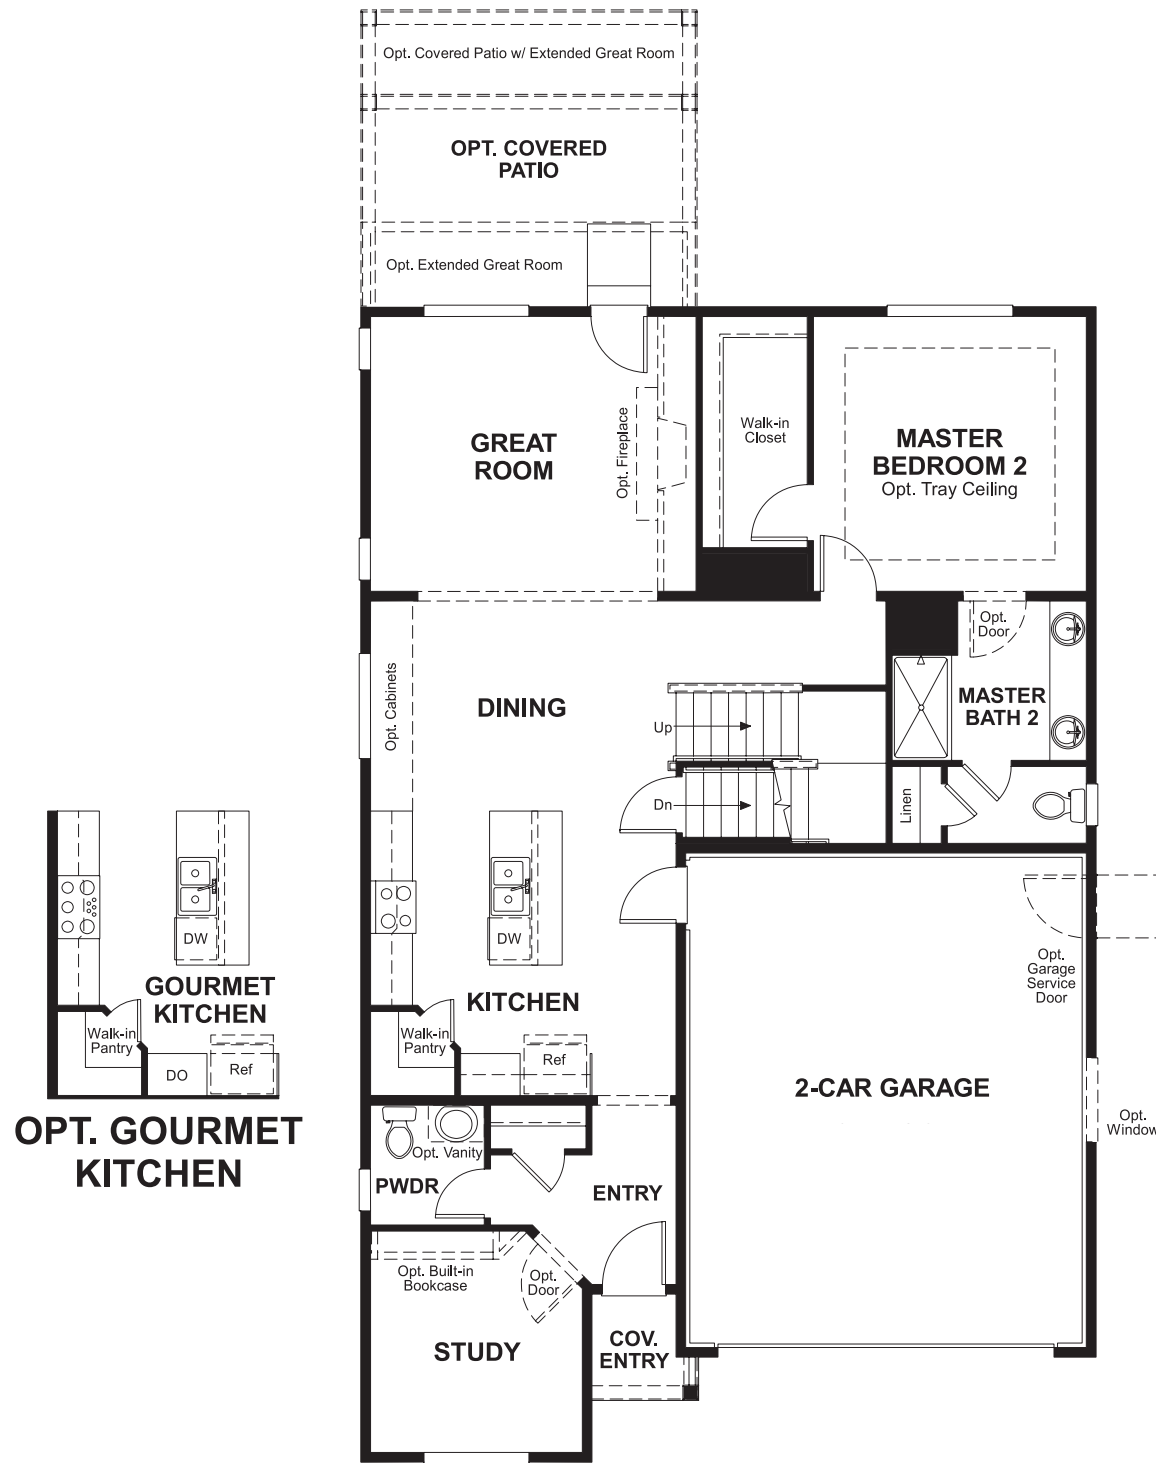 Opt. Covered Patio w/ Extended Great Room
OPT. COVERED
PATIO
Opt. Extended Great Room
GREAT
ROOM
Opt. Fireplace
Walk-in
Closet
MASTER
BEDROOM 2
Opt. Tray Ceiling
Opt.
Door
Opt. Cabinets
DINING
MASTER
BATH 2
Up
Dn
Linen
DW
GOURMET
KITCHEN
Walk-in
Pantry
DO
Ref
OPT. GOURMET
KITCHEN
DW
KITCHEN
Walk-in
Pantry
Ref
Opt.
Garage
Service
Door
2-CAR GARAGE
Opt.
Window
Opt. Vanity
PWDR
ENTRY
Opt. Built-in
Bookcase
Opt.
Door
STUDY
COV.
ENTRY